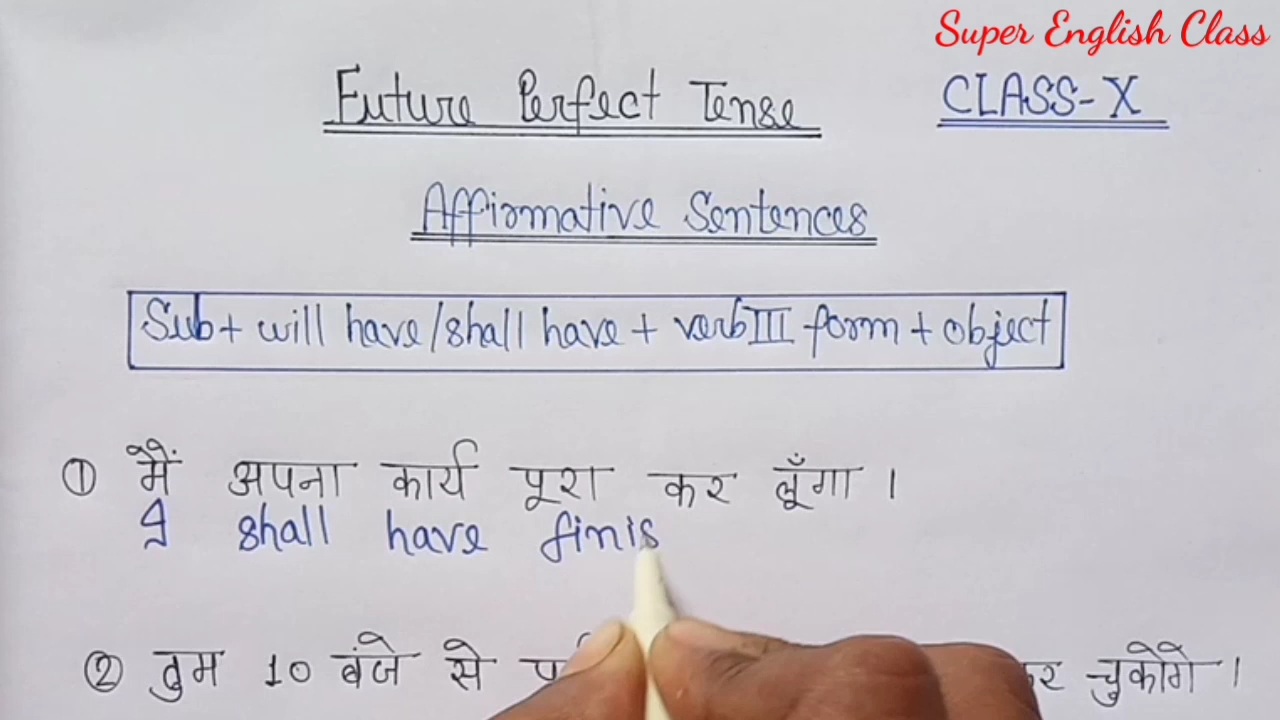 Super English Class
Future Perfect Tense CLASS-X
Affirmative Sentences
Sub + will have/shall have + verb III form + object
① मैं अपना कार्य पूरा कर लूँगा ।
I shall have finis
② तुम 10 बंजे से चुकोगे ।